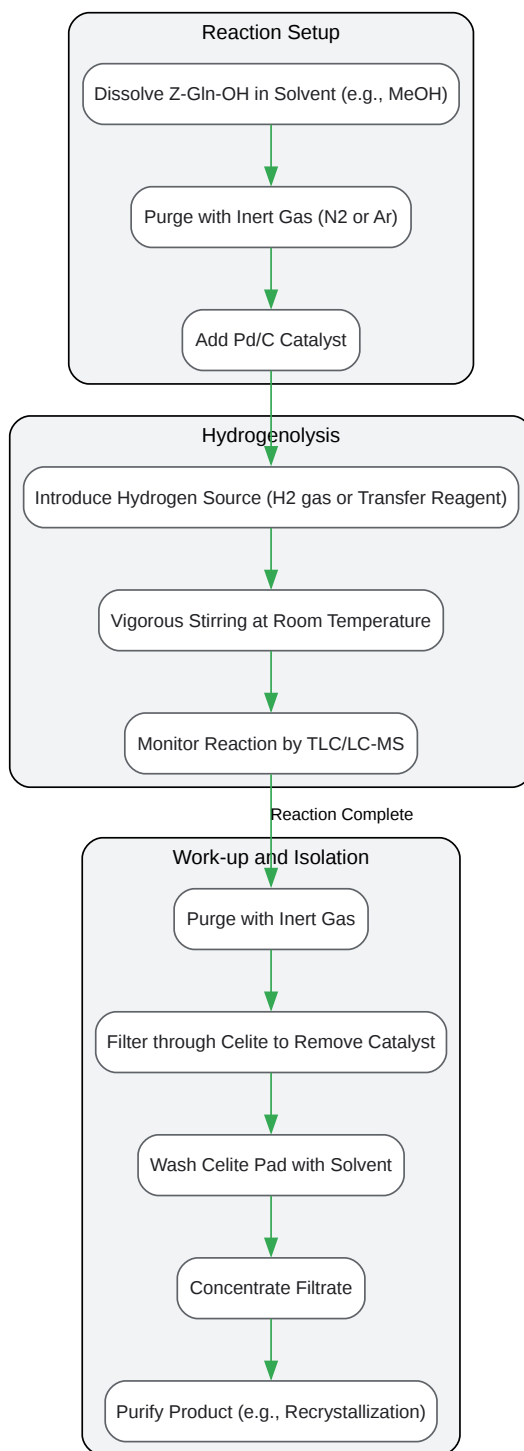 Reaction Setup
Dissolve Z-Gln-OH in Solvent (e.g., MeOH)
Purge with Inert Gas (N2 or Ar)
Add Pd/C Catalyst
Hydrogenolysis
Introduce Hydrogen Source (H2 gas or Transfer Reagent)
Vigorous Stirring at Room Temperature
Monitor Reaction by TLC/LC-MS
Reaction Complete
Work-up and Isolation
Purge with Inert Gas
Filter through Celite to Remove Catalyst
Wash Celite Pad with Solvent
Concentrate Filtrate
Purify Product (e.g., Recrystallization)